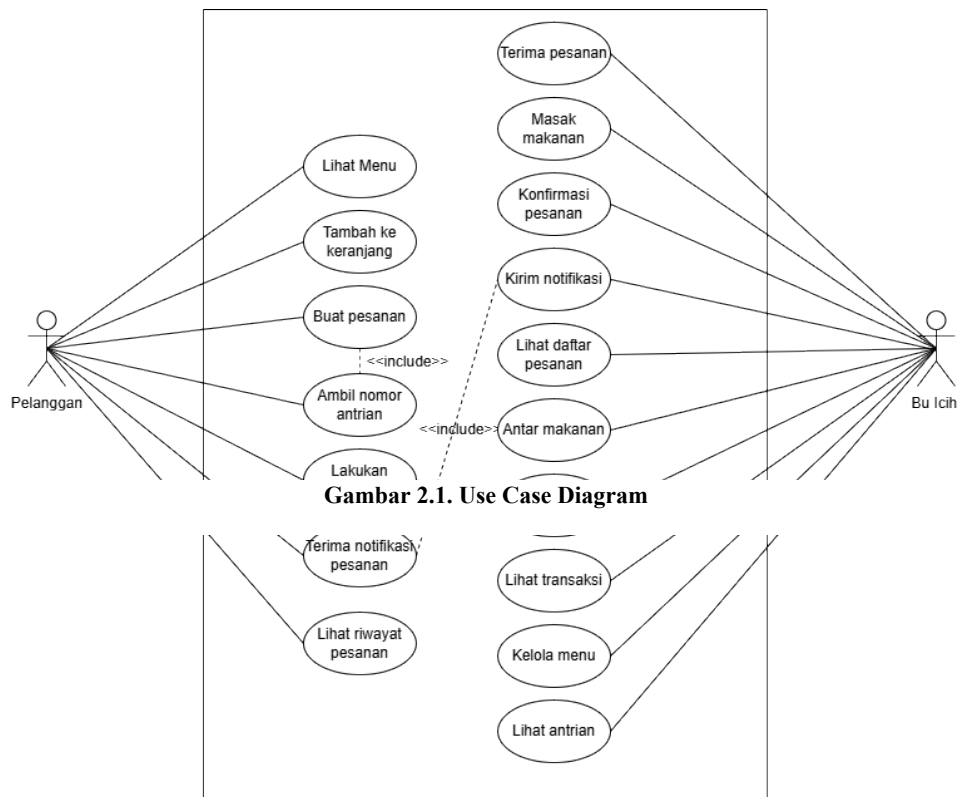 Terima pesanan
Masak
makanan
Lihat Menu
Konfirmasi
pesanan
Tambah ke
keranjang
Kirim notifikasi
Buat pesanan
Lihat daftar
pesanan
<<include>>
Pelanggan
Bu Icih
Ambil nomor
antrian
<<include>>
Antar makanan
Lakukan
Gambar 2.1. Use Case Diagram
Terima notifikasi
pesanan
Lihat transaksi
Lihat riwayat
pesanan
Kelola menu
Lihat antrian